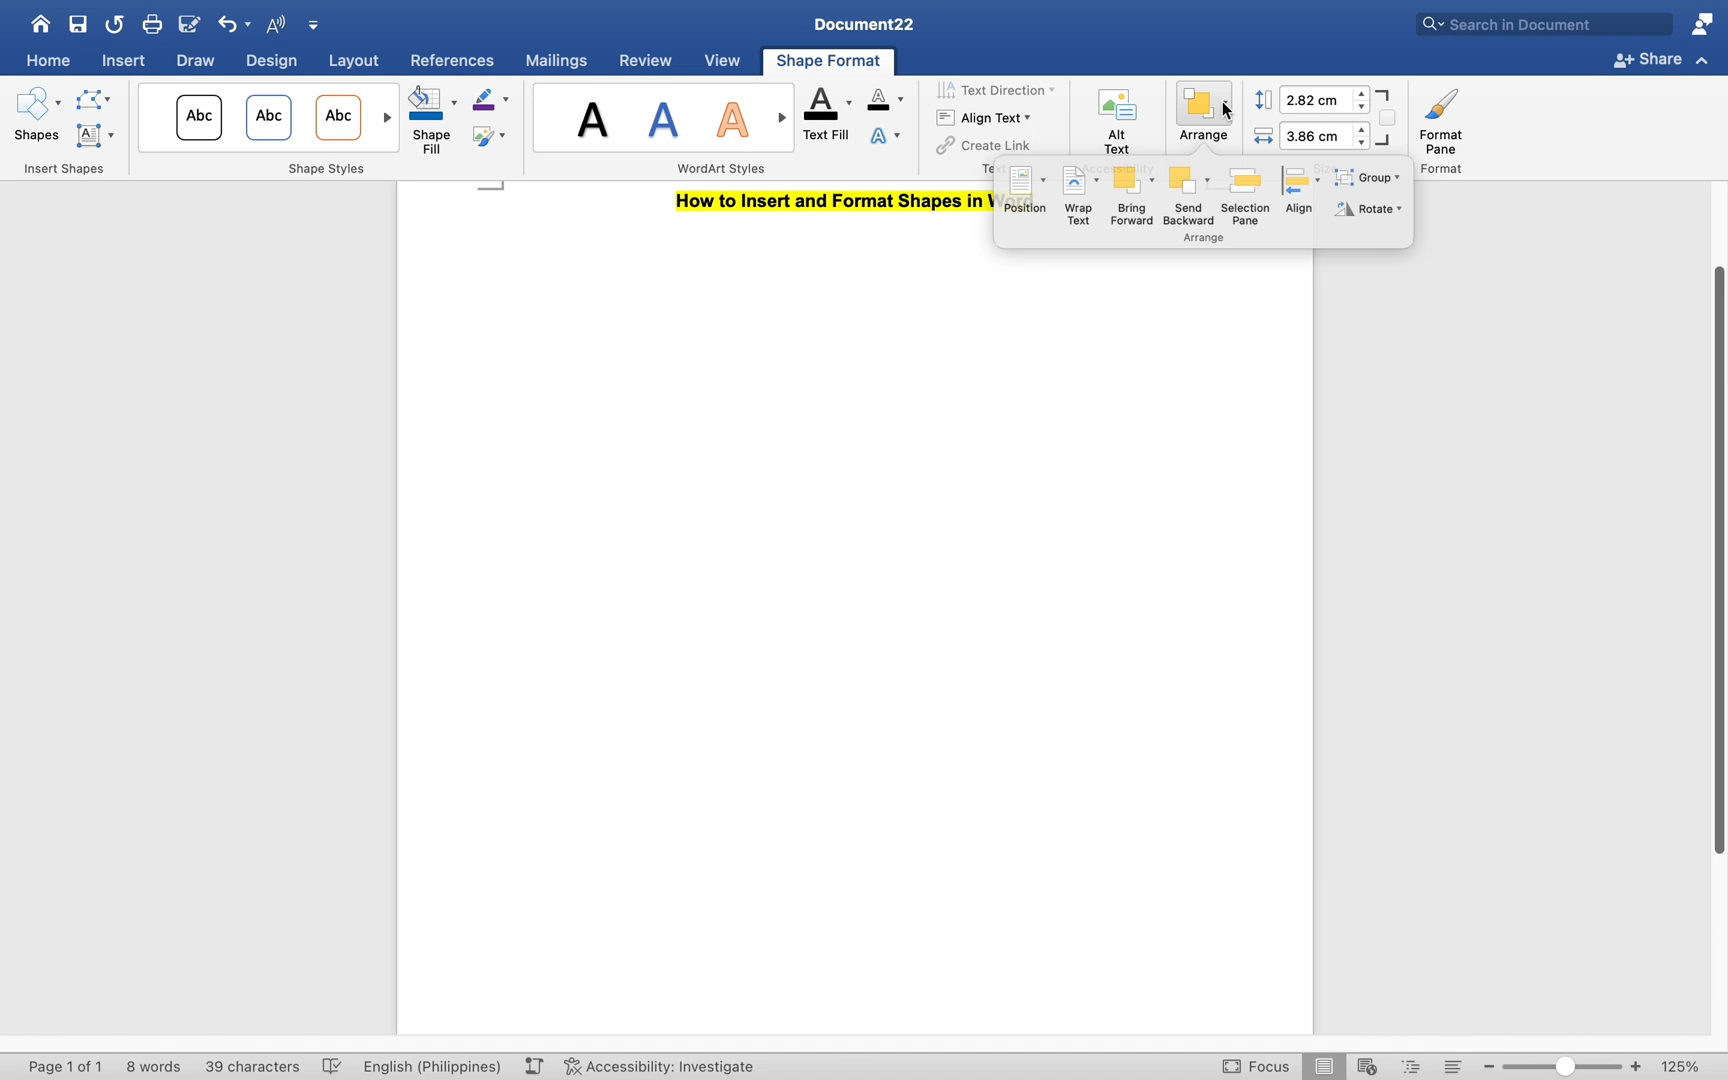 Document22
Search in Document
Home Insert Draw Design Layout References Mailings Review View Shape Format Share
Shapes
Abc Abc Abc
Shape
Fill
A A A
Text Fill
Text Direction
Align Text
Create Link
Alt
Text
Arrange
2.82 cm
3.86 cm
Format
Pane
Insert Shapes Shape Styles WordArt Styles Accessibility Size Format
Position
Wrap
Text
Bring
Forward
Send
Backward
Selection
Pane
Align
Group
Rotate
Arrange
How to Insert and Format Shapes in Word
Page 1 of 1 8 words 39 characters English (Philippines) Accessibility: Investigate Focus 125%